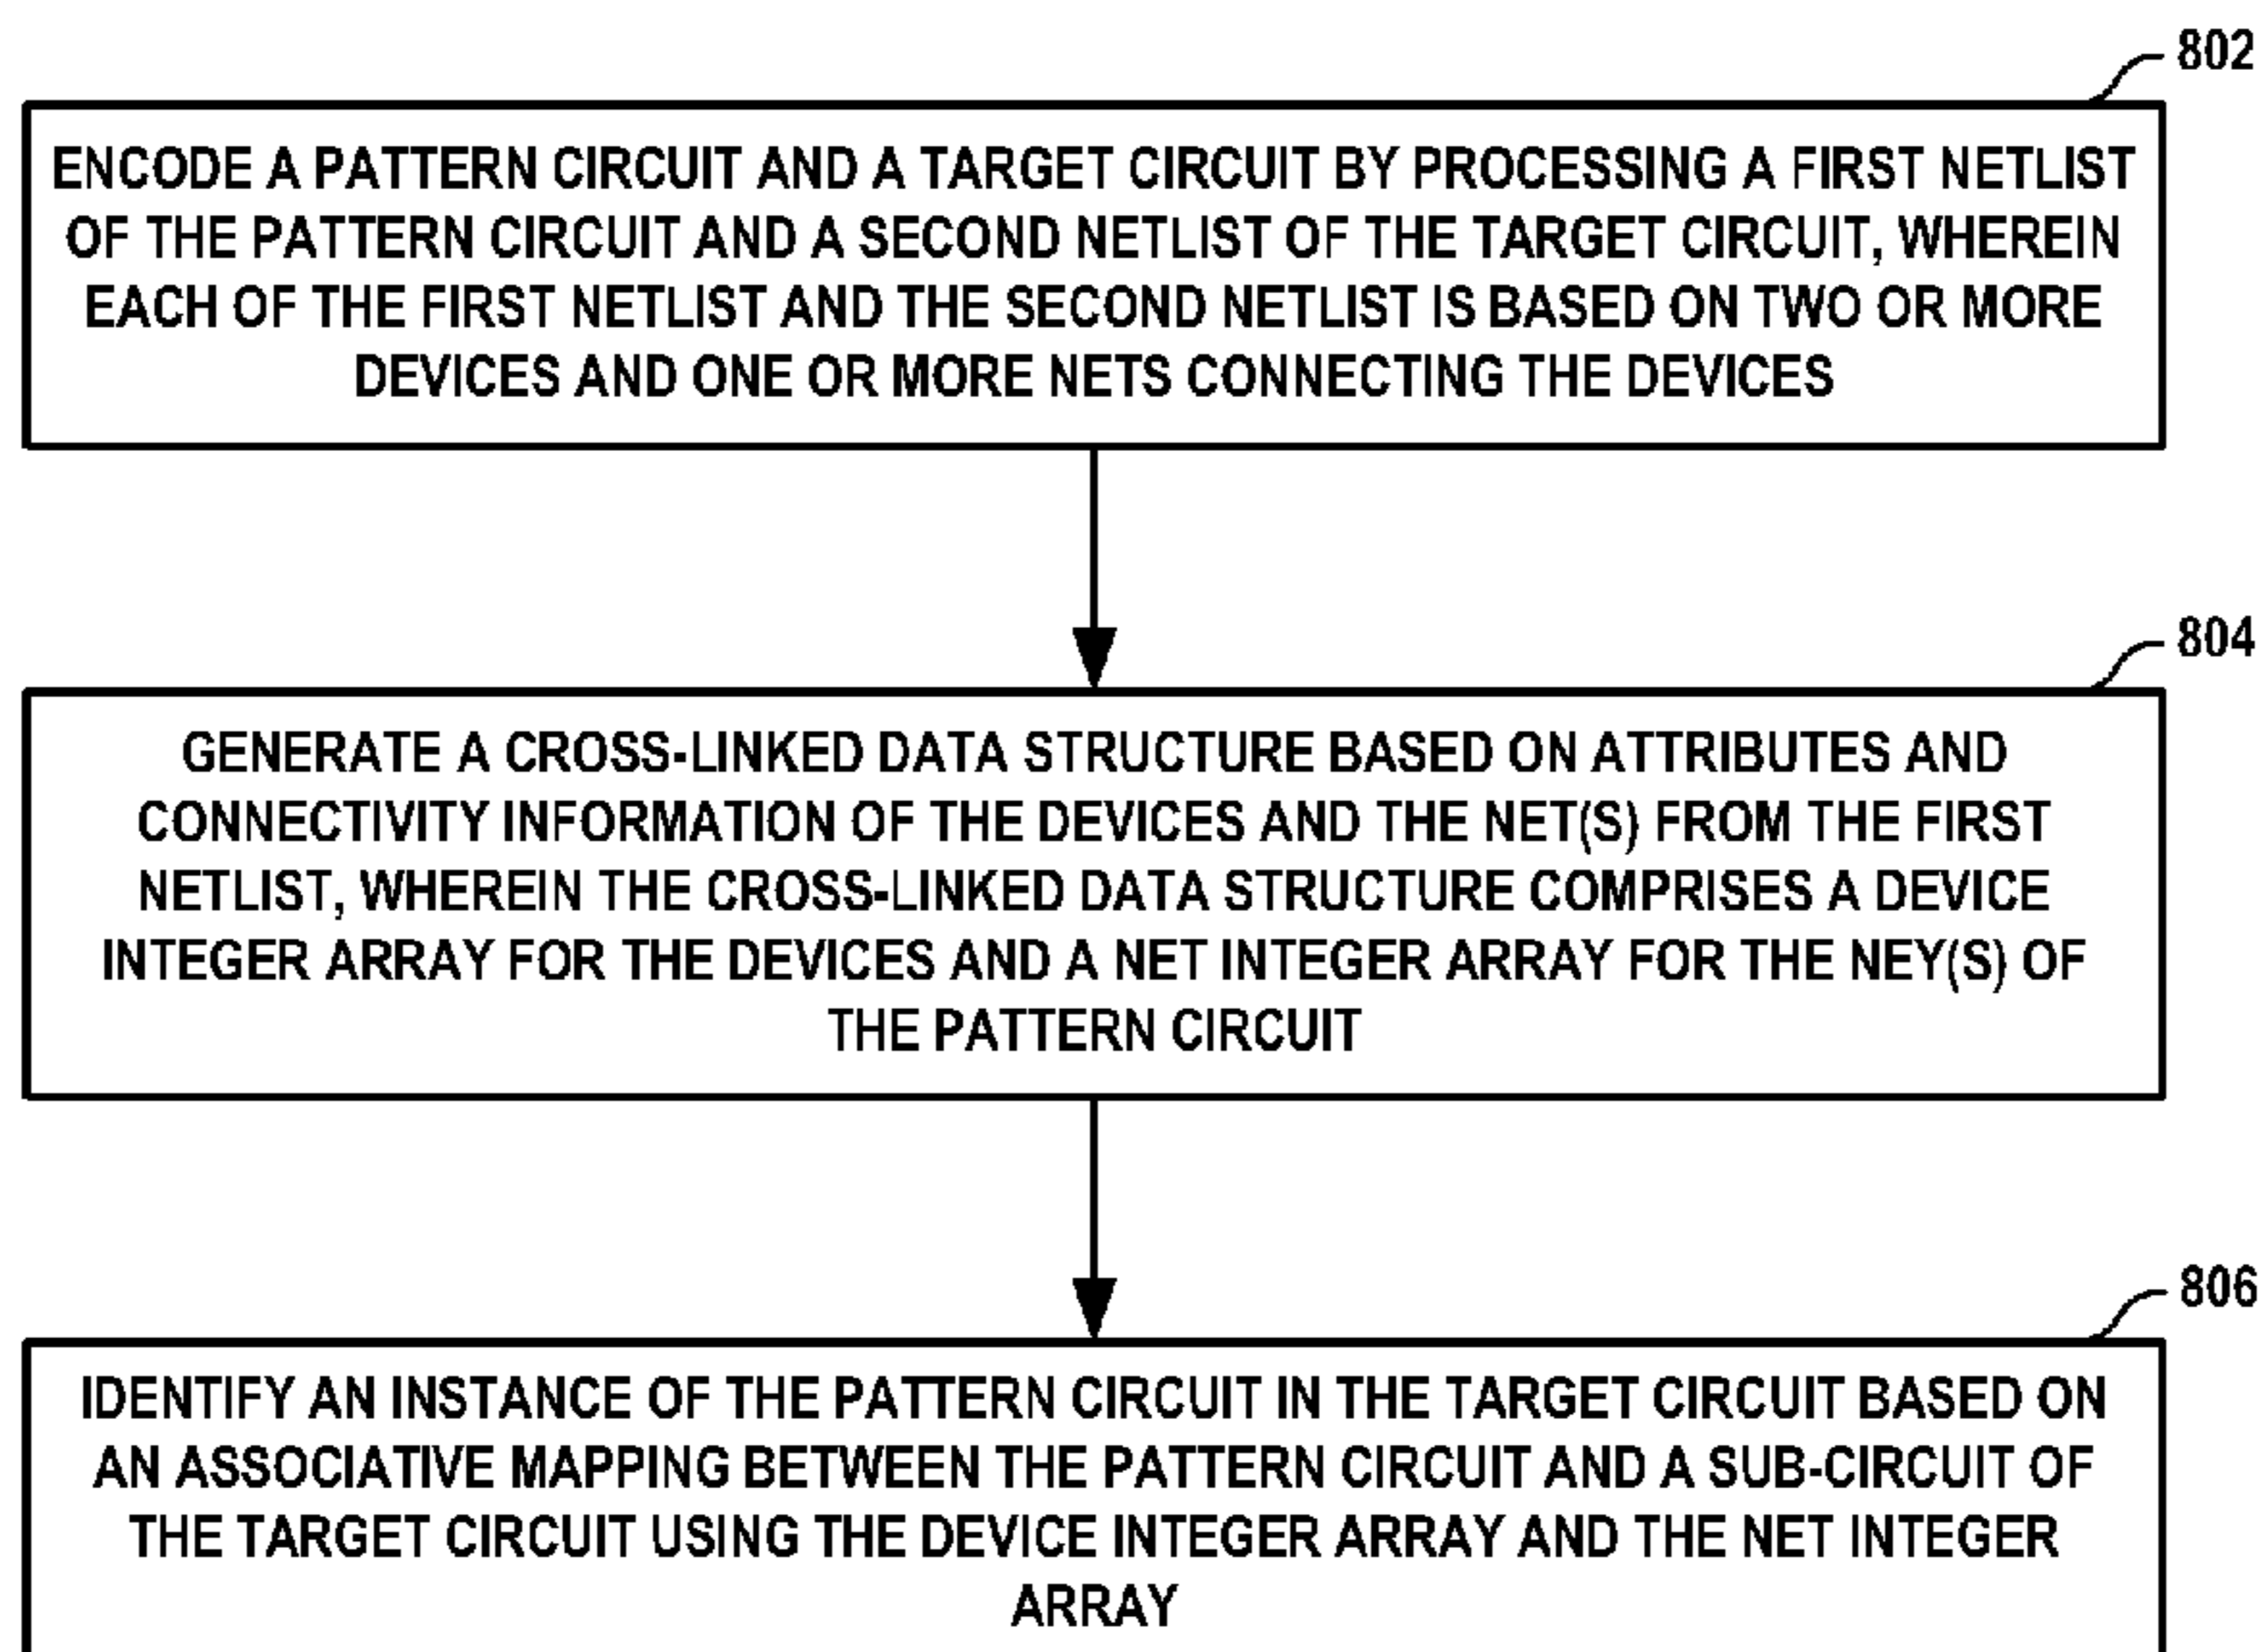 802
ENCODE A PATTERN CIRCUIT AND A TARGET CIRCUIT BY PROCESSING A FIRST NETLIST
OF THE PATTERN CIRCUIT AND A SECOND NETLIST OF THE TARGET CIRCUIT, WHEREIN
EACH OF THE FIRST NETLIST AND THE SECOND NETLIST IS BASED ON TWO OR MORE
DEVICES AND ONE OR MORE NETS CONNECTING THE DEVICES
804
GENERATE A CROSS-LINKED DATA STRUCTURE BASED ON ATTRIBUTES AND
CONNECTIVITY INFORMATION OF THE DEVICES AND THE NET(S) FROM THE FIRST
NETLIST, WHEREIN THE CROSS-LINKED DATA STRUCTURE COMPRISES A DEVICE
INTEGER ARRAY FOR THE DEVICES AND A NET INTEGER ARRAY FOR THE NEY(S) OF
THE PATTERN CIRCUIT
806
IDENTIFY AN INSTANCE OF THE PATTERN CIRCUIT IN THE TARGET CIRCUIT BASED ON
AN ASSOCIATIVE MAPPING BETWEEN THE PATTERN CIRCUIT AND A SUB-CIRCUIT OF
THE TARGET CIRCUIT USING THE DEVICE INTEGER ARRAY AND THE NET INTEGER
ARRAY